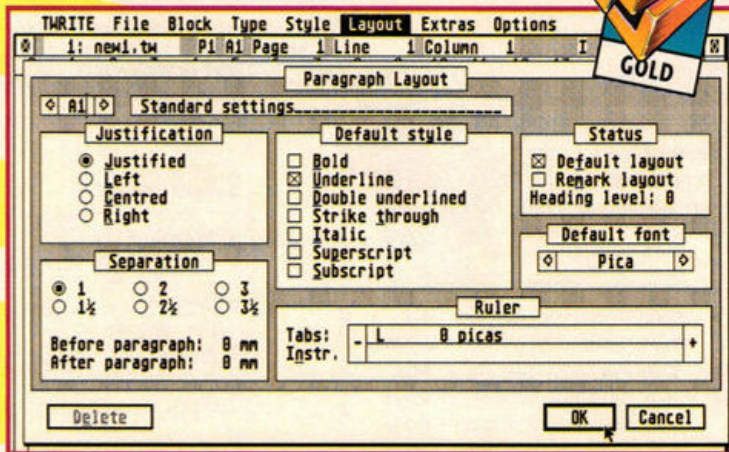 TWRITE File Block Type Style Layout Extras Options
1: new1.tw P1 A1 Page 1 Line 1 Column 1 I
GOLD
Paragraph Layout
A1 Standard settings
Justification
Justified
Left
Centred
Right
Default style
Bold
Underline
Double underlined
Strike through
Italic
Superscript
Subscript
Status
Default layout
Remark layout
Heading level: 0
Default font
Pica
Separation
1 2 3
1½ 2½ 3½
Before paragraph: 0 mm
After paragraph: 0 mm
Ruler
Tabs: - L 0 picas +
Instr.
Delete OK Cancel